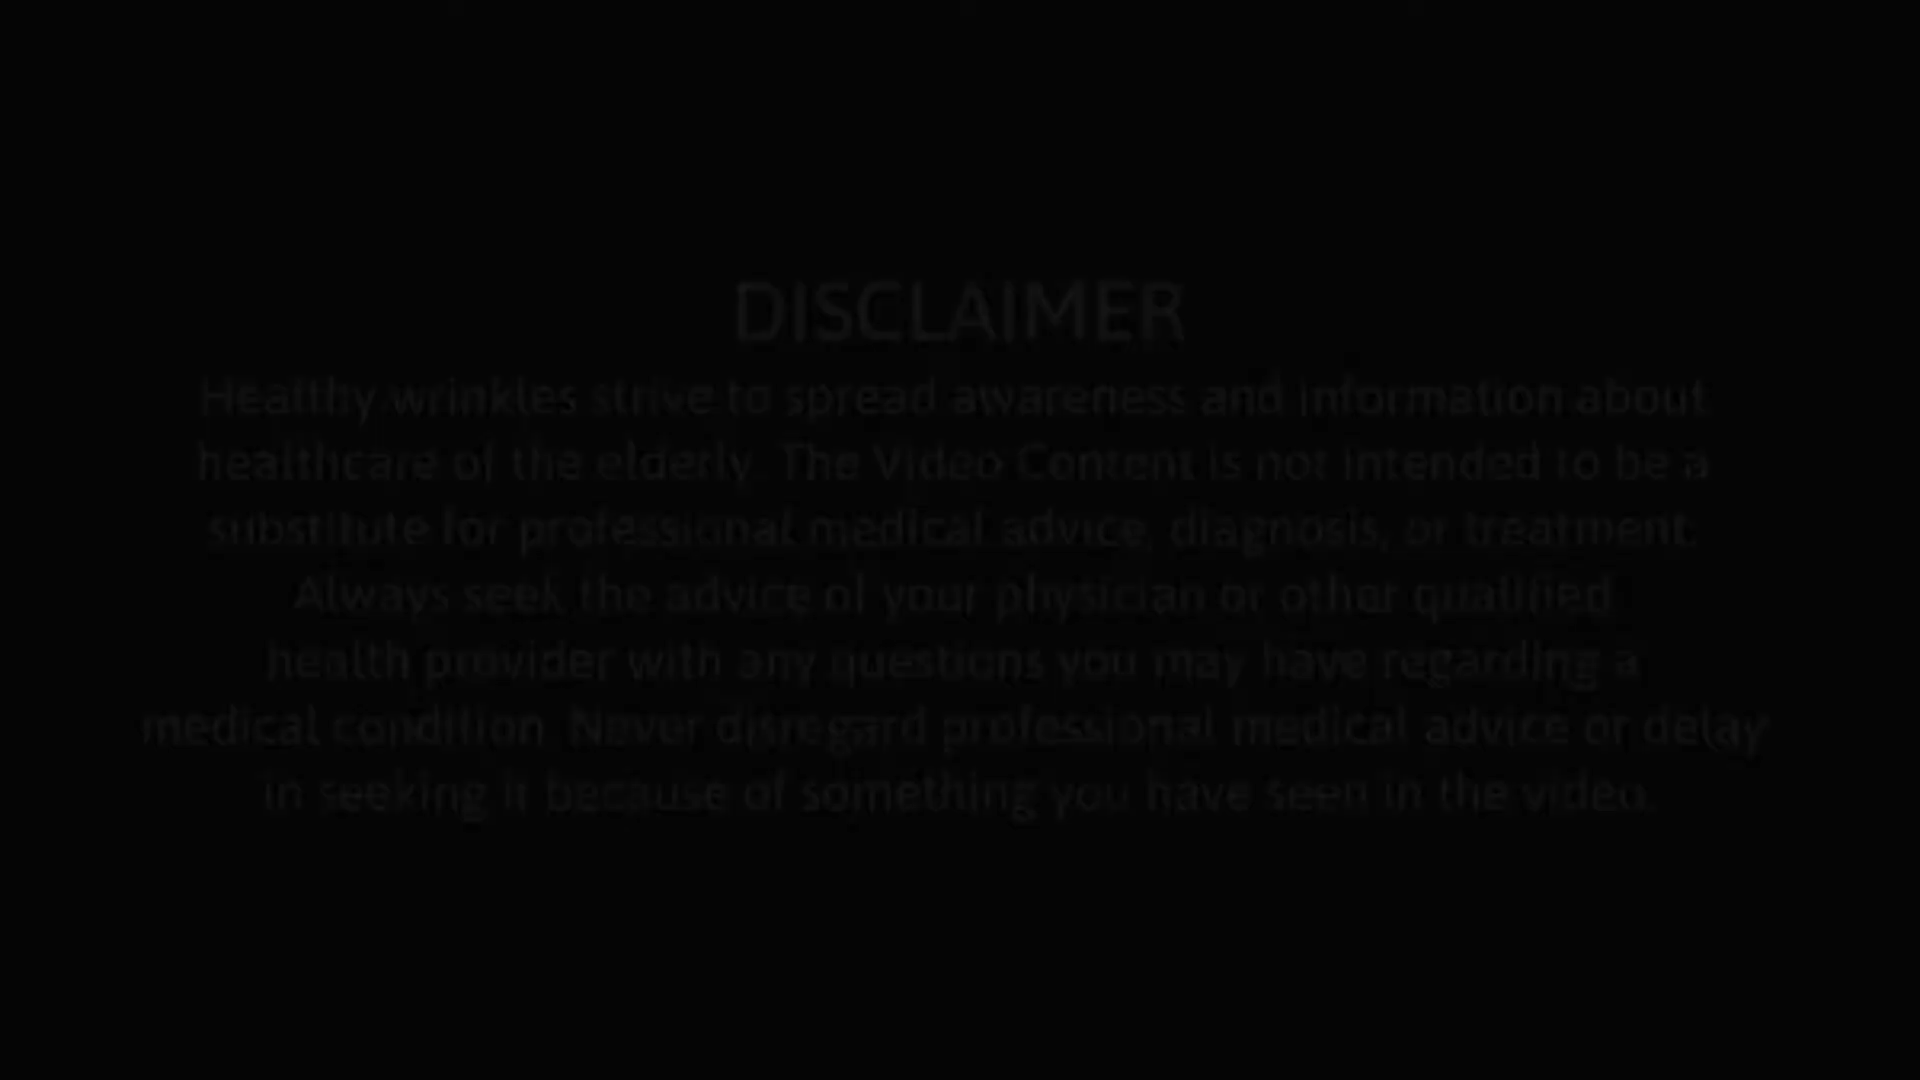 DISCLAIMER
Healthy wrinkles strive to spread awareness and information about
healthcare of the elderly. The Video Content is not intended to be a
substitute for professional medical advice, diagnosis, or treatment.
Always seek the advice of your physician or other qualified
health provider with any questions you may have regarding a
medical condition. Never disregard professional medical advice or delay
in seeking it because of something you have seen in the video.